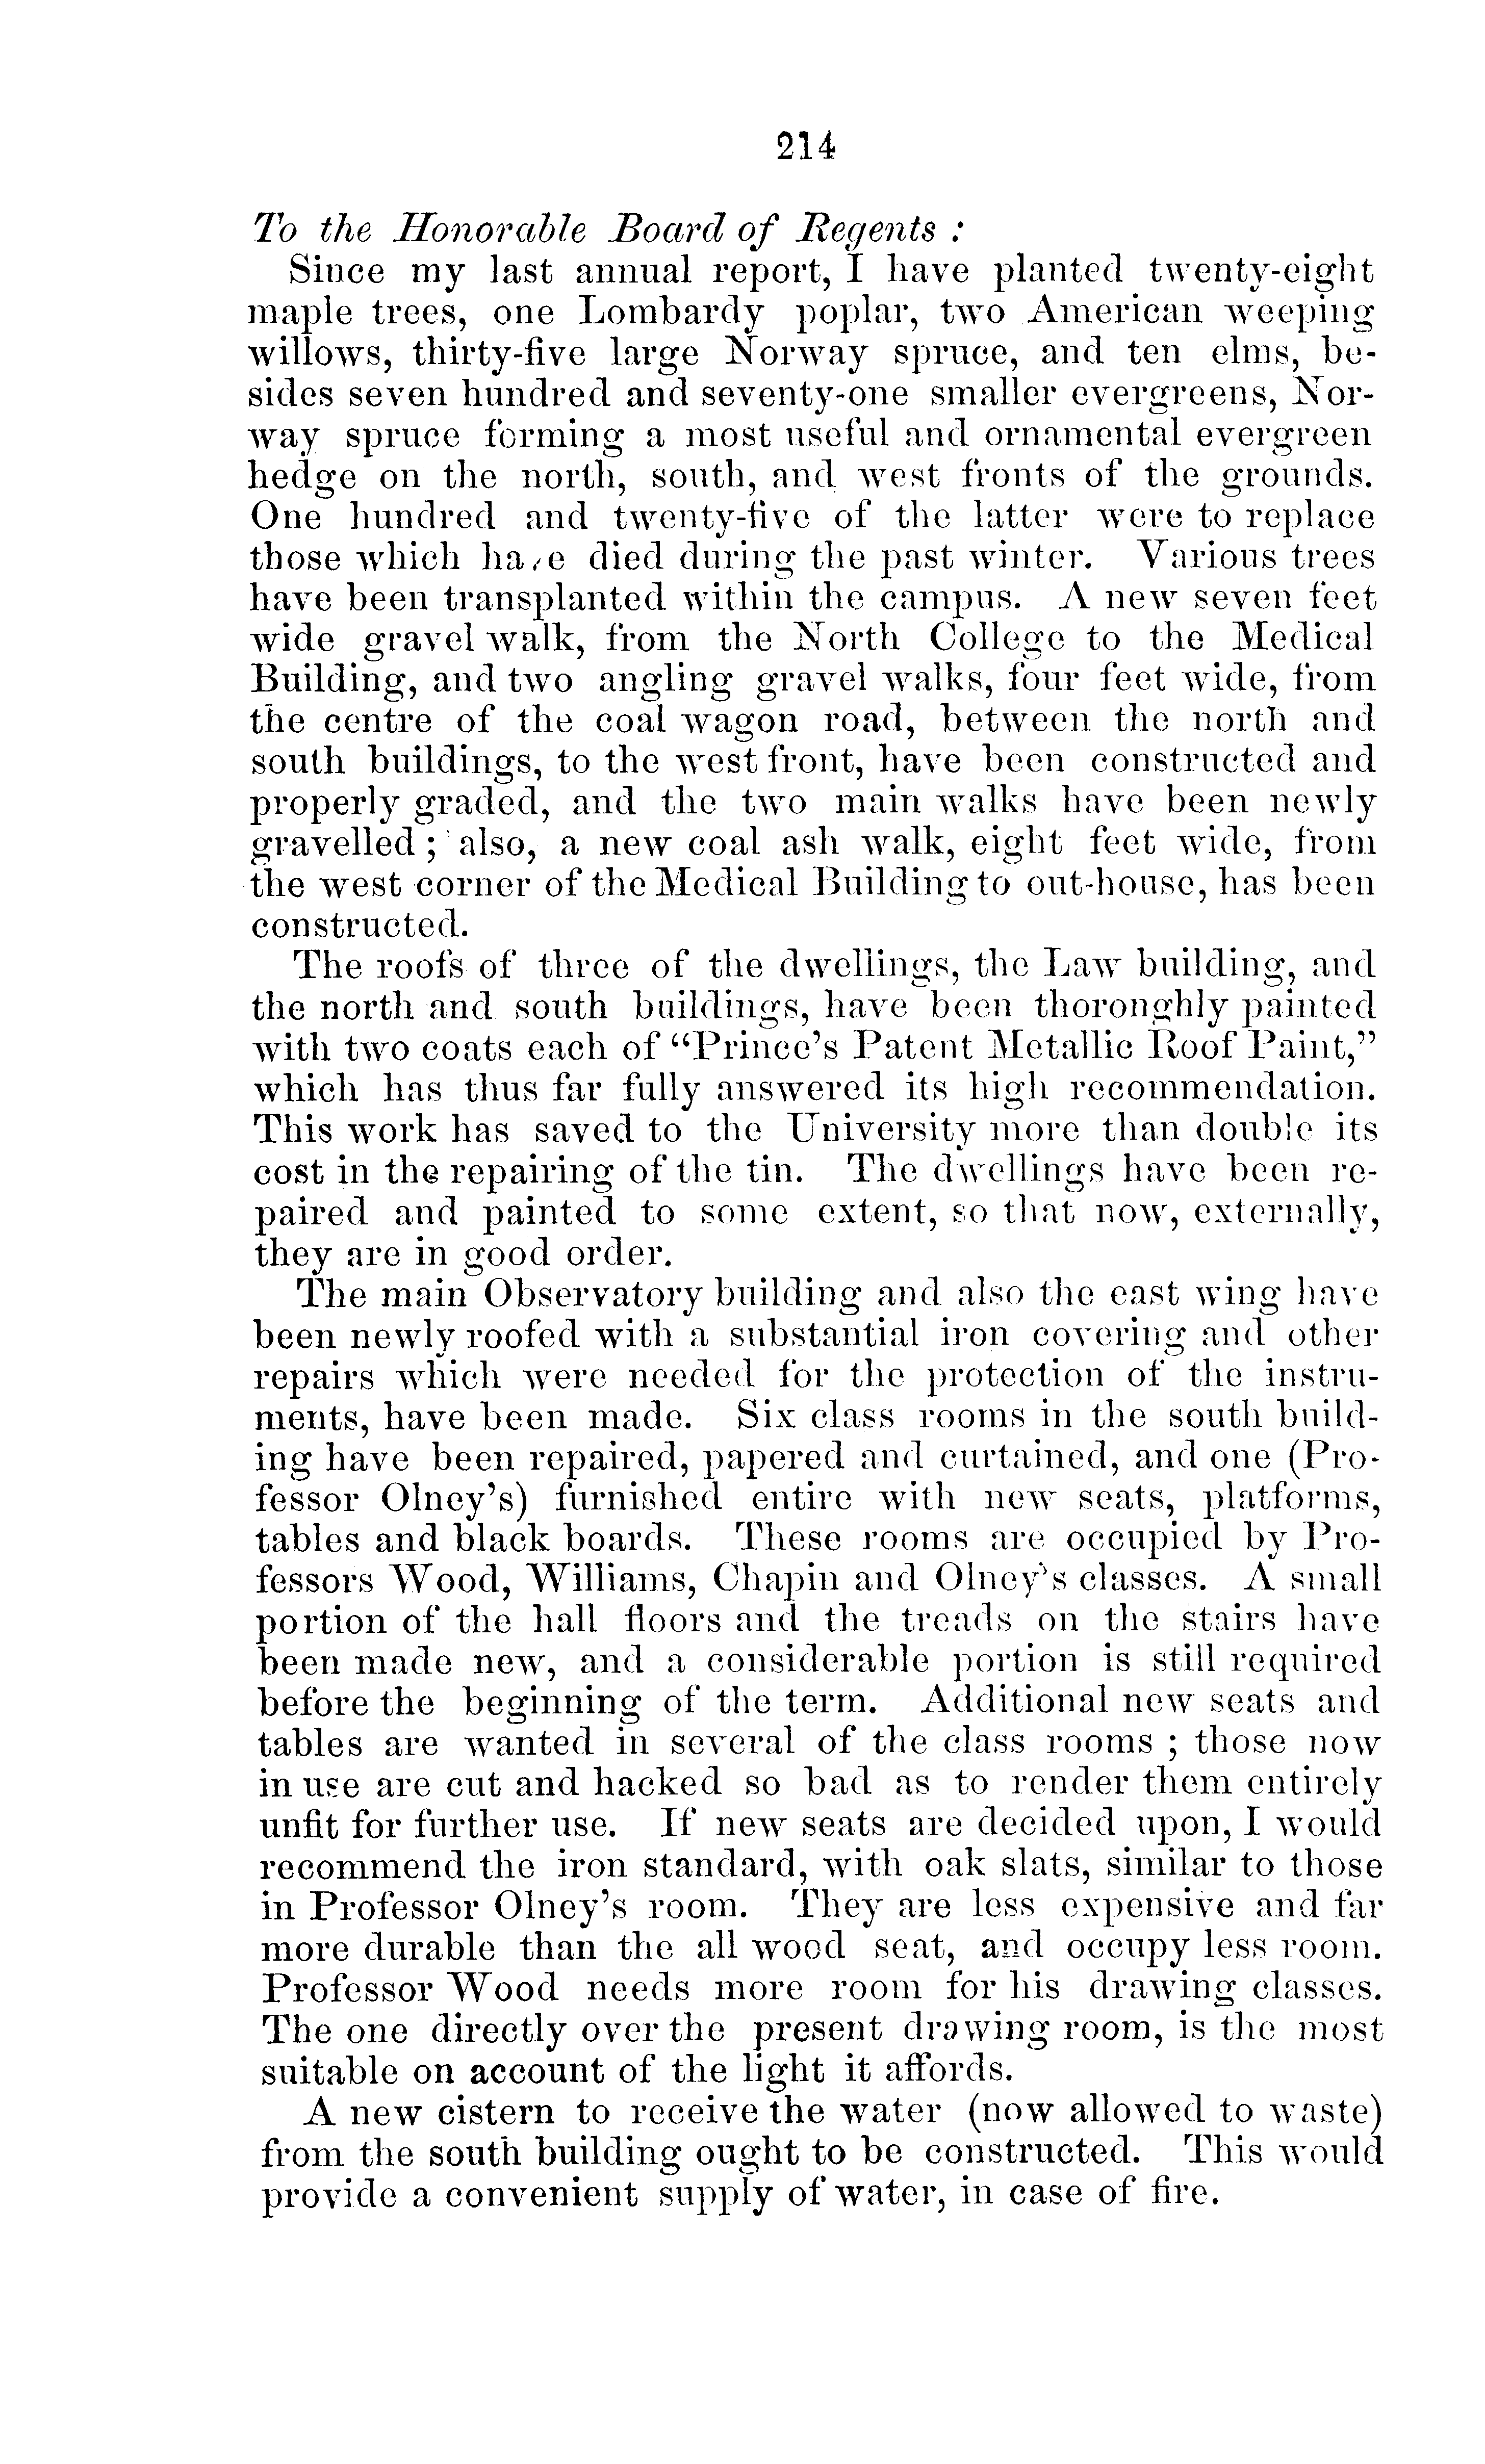 214
To the Honorable Board of Regents :
Since my last annual report, I have planted twenty-eight
maple trees, one Lombardy poplar, two American weeping
willows, thirty-five large Norway spruce, and ten elms, be-
sides seven hundred and seventy-one smaller evergreens, Nor-
way spruce forming a most useful and ornamental evergreen
hedge on the north, south, and west fronts of the grounds.
One hundred and twenty-five of the latter were to replace
those which have died during the past winter. Various trees
have been transplanted within the campus. A new seven feet
wide gravel walk, from the North College to the Medical
Building, and two angling gravel walks, four feet wide, from
the centre of the coal wagon road, between the north and
south buildings, to the west front, have been constructed and
properly graded, and the two main walks have been newly
gravelled ; also, a new coal ash walk, eight feet wide, from
the west corner of the Medical Building to out-house, has been
constructed.
The roofs of three of the dwellings, the Law building, and
the north and south buildings, have been thoronghly painted
with two coats each of "Prince's Patent Metallic Roof Paint,"
which has thus far fully answered its high recommendation.
This work has saved to the University more than double its
cost in the repairing of the tin. The dwellings have been re-
paired and painted to some extent, so that now, externally,
they are in good order.
The main Observatory building and also the east wing have
been newly roofed with a substantial iron covering and other
repairs which were needed for the protection of the instru-
ments, have been made. Six class rooms in the south build-
ing have been repaired, papered and curtained, and one (Pro-
fessor Olney's) furnished entire with new seats, platforms,
tables and black boards. These rooms are occupied by Pro-
fessors Wood, Williams, Chapin and Olney's classes. A small
portion of the hall floors and the treads on the stairs have
been made new, and a considerable portion is still required
before the beginning of the term. Additional new seats and
tables are wanted in several of the class rooms ; those now
in use are cut and hacked so bad as to render them entirely
unfit for further use. If new seats are decided upon, I would
recommend the iron standard, with oak slats, similar to those
in Professor Olney's room. They are less expensive and far
more durable than the all wood seat, and occupy less room.
Professor Wood needs more room for his drawing classes.
The one directly over the present drawing room, is the most
suitable on account of the light it affords.
A new cistern to receive the water (now allowed to waste)
from the south building ought to be constructed. This would
provide a convenient supply of water, in case of fire.